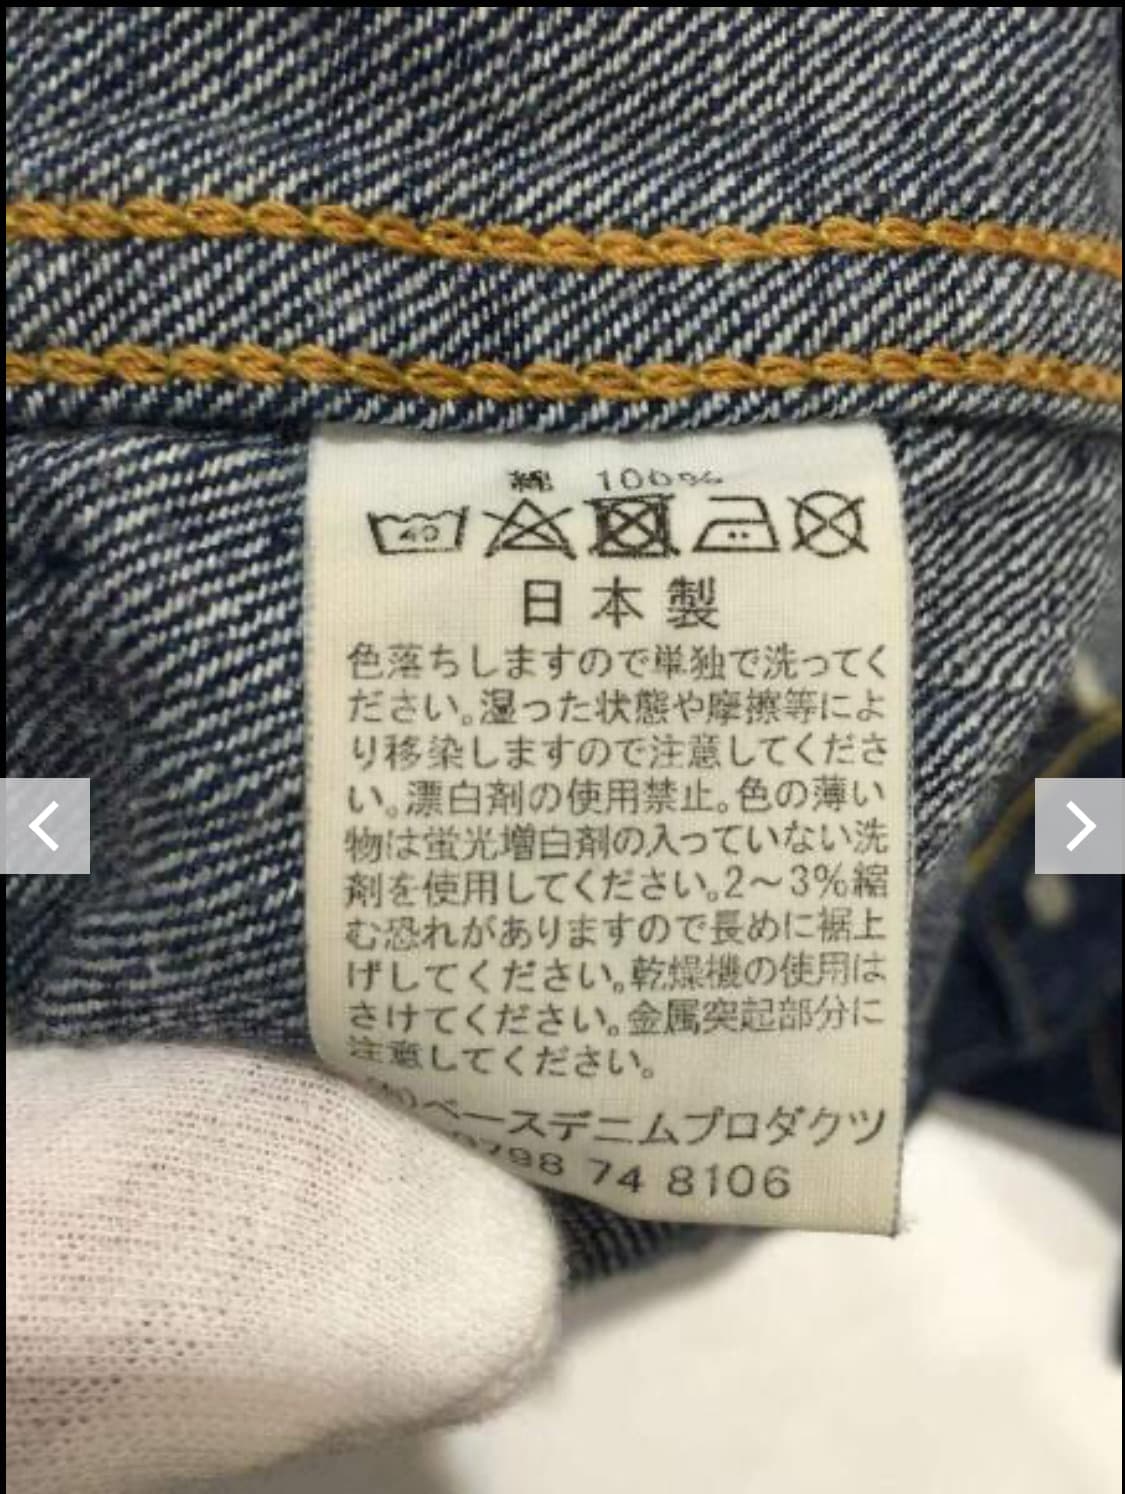 綿 100%
40
日本製
色落ちしますので単独で洗ってく
ださい。湿った状態や摩擦等によ
り移染しますので注意してくださ
い。漂白剤の使用禁止。色の薄い
物は蛍光増白剤の入っていない洗
剤を使用してください。2〜3%縮
む恐れがありますので長めに裾上
げしてください。乾燥機の使用は
さけてください。金属突起部分に
注意してください。
ベースデニムプロダクツ
0798 74 8106